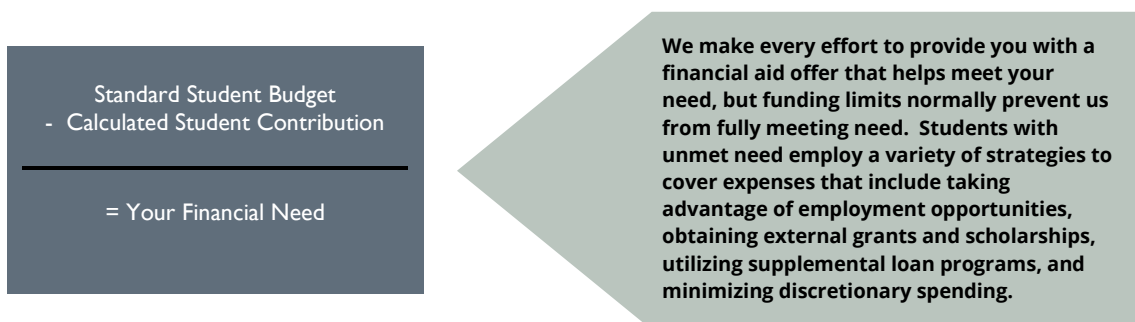 Standard Student Budget
- Calculated Student Contribution
= Your Financial Need
We make every effort to provide you with a
financial aid offer that helps meet your
need, but funding limits normally prevent us
from fully meeting need.  Students with
unmet need employ a variety of strategies to
cover expenses that include taking
advantage of employment opportunities,
obtaining external grants and scholarships,
utilizing supplemental loan programs, and
minimizing discretionary spending.